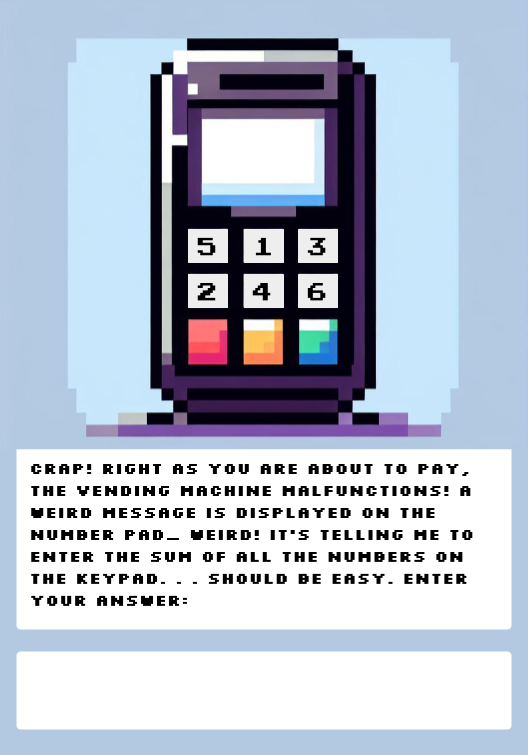 5 1 3
2 4 6
CRAP! RIGHT AS YOU ARE ABOUT TO PAY,
THE VENDING MACHINE MALFUNCTIONS! A
WEIRD MESSAGE IS DISPLAYED ON THE
NUMBER PAD… WEIRD! IT'S TELLING ME TO
ENTER THE SUM OF ALL THE NUMBERS ON
THE KEYPAD. . . SHOULD BE EASY. ENTER
YOUR ANSWER: